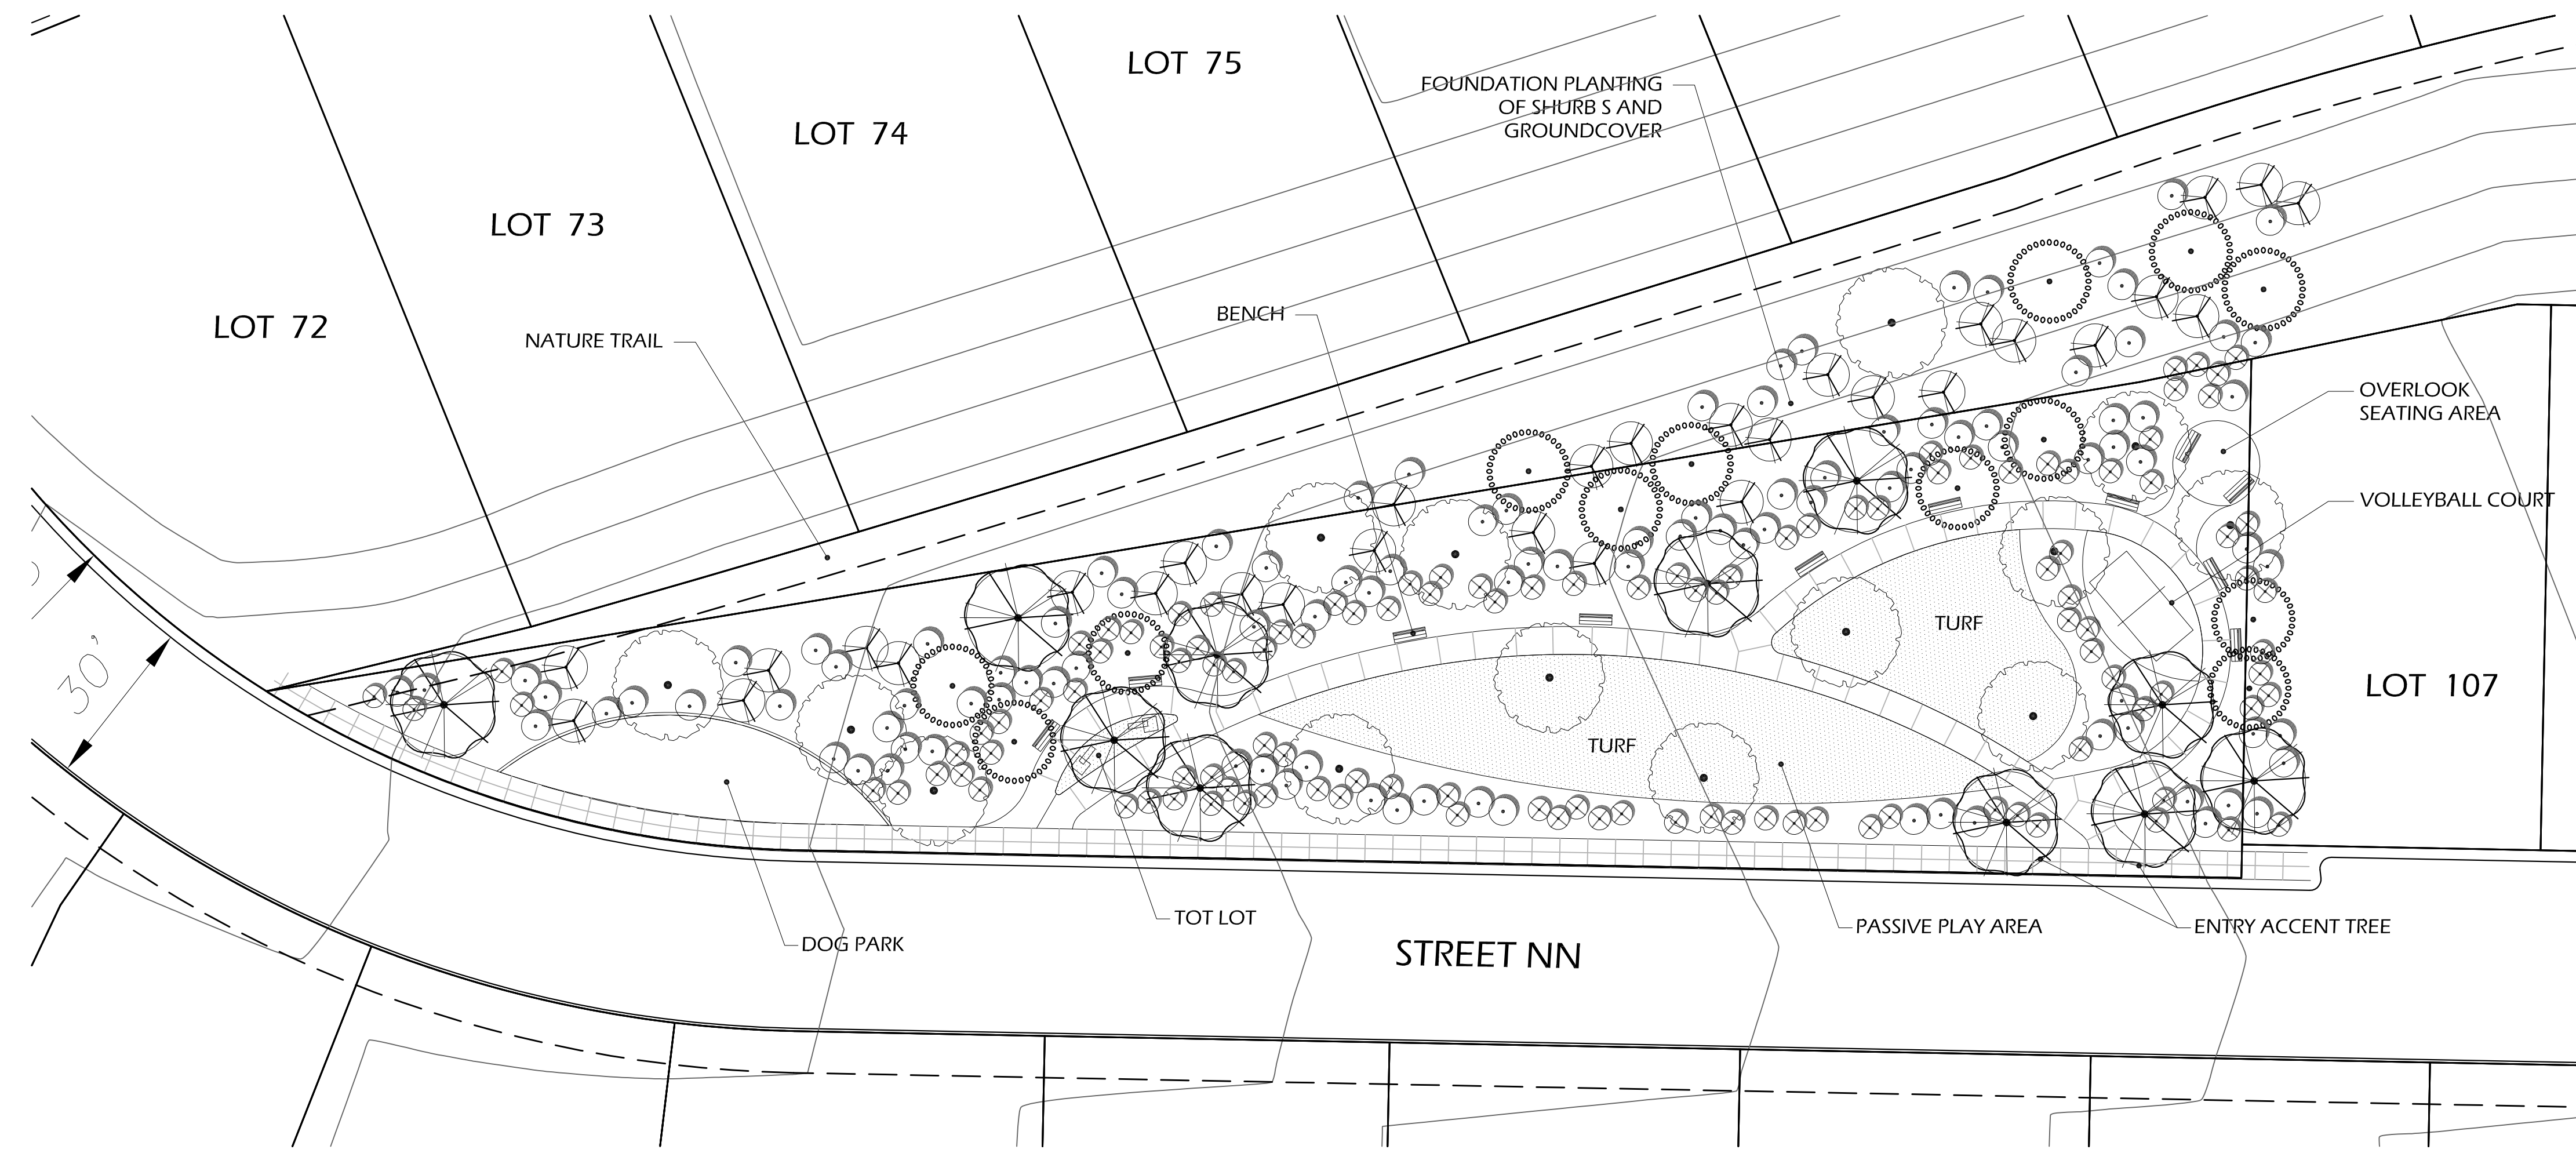 LOT 75
FOUNDATION PLANTING
OF SHURB S AND
GROUNDCOVER
LOT 74
LOT 73
LOT 72
NATURE TRAIL
BENCH
OVERLOOK
SEATING AREA
VOLLEYBALL COURT
TURF
LOT 107
30'
TURF
TOT LOT
DOG PARK
PASSIVE PLAY AREA
ENTRY ACCENT TREE
STREET NN